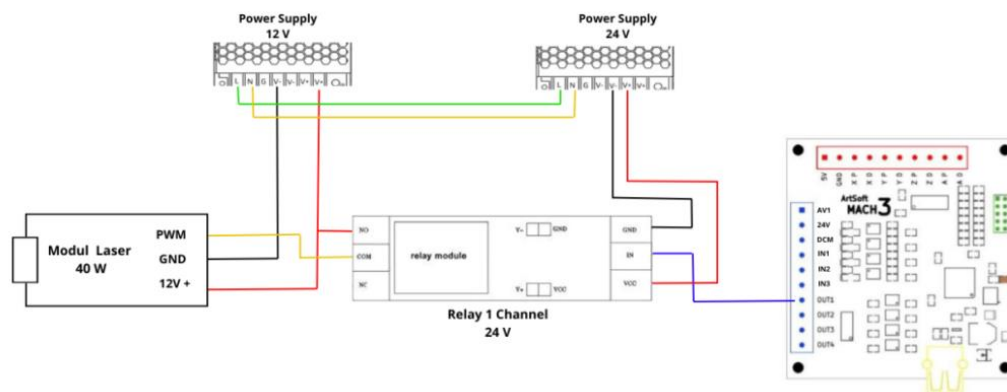 Power Supply
12 V
Power Supply
24 V
L N G V- V- V+ V+
L N G V- V- V+ V+
5V GND X P X D Y P Y D Z P Z D A P A D
ArtSoft
MACH3
AV1
24V
DCM
IN1
IN2
IN3
OUT1
OUT2
OUT3
OUT4
Modul Laser
40 W
PWM
GND
12V +
NO
COM
NC
relay module
V- GND
V+ VCC
GND
IN
VCC
Relay 1 Channel
24 V